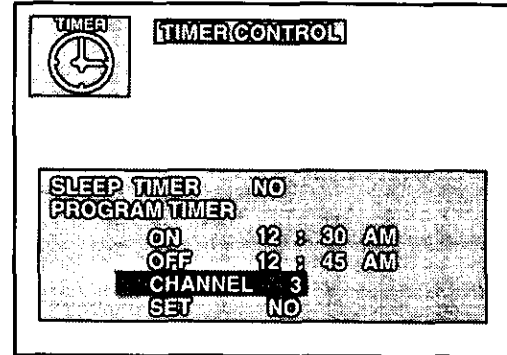 TIMER
TIMER CONTROL
SLEEP TIMER NO
PROGRAM TIMER
ON 12 : 30 AM
OFF 12 : 45 AM
CHANNEL 3
SET NO